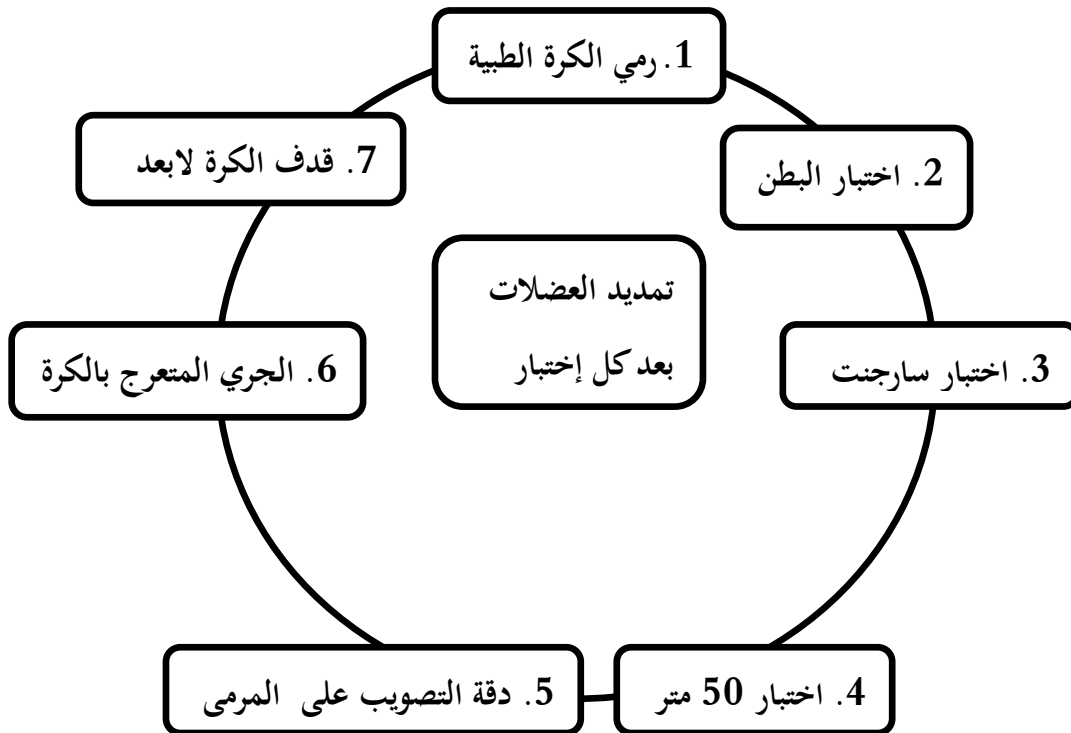 1. رمي الكرة الطبية
2. اختبار البطن
3. اختبار سارجنت
4. اختبار 50 متر
5. دقة التصويب على المرمى
6. الجري المتعرج بالكرة
7. قدف الكرة لابعد
تمديد العضلات
بعد كل إختبار